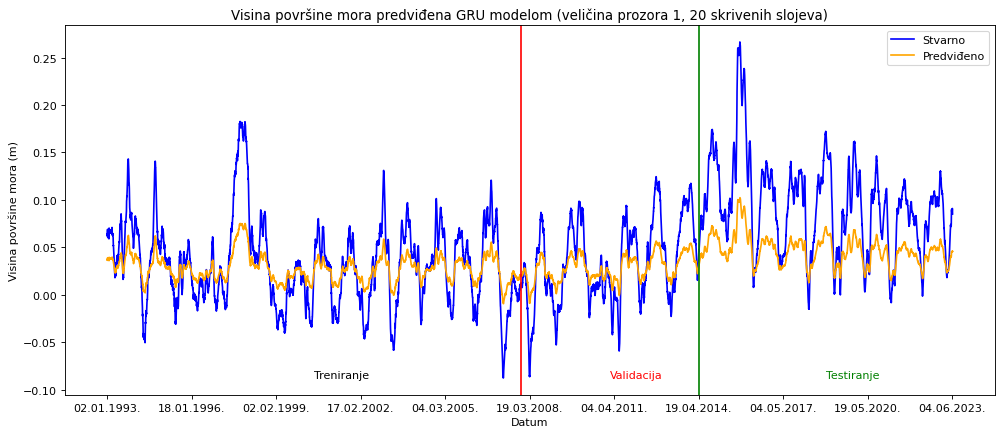 Visina površine mora predviđena GRU modelom (veličina prozora 1, 20 skrivenih slojeva)
Stvarno
Predviđeno
Visina površine mora (m)
0.25
0.20
0.15
0.10
0.05
0.00
−0.05
−0.10
Treniranje
Validacija
Testiranje
02.01.1993.
18.01.1996.
02.02.1999.
17.02.2002.
04.03.2005.
19.03.2008.
04.04.2011.
19.04.2014.
04.05.2017.
19.05.2020.
04.06.2023.
Datum